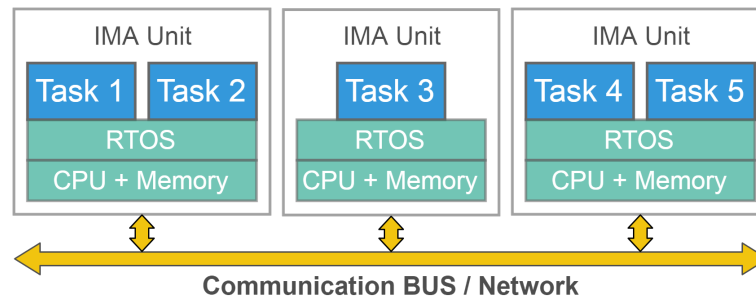 IMA Unit
Task 1 Task 2
RTOS
CPU + Memory
IMA Unit
Task 3
RTOS
CPU + Memory
IMA Unit
Task 4 Task 5
RTOS
CPU + Memory
Communication BUS / Network